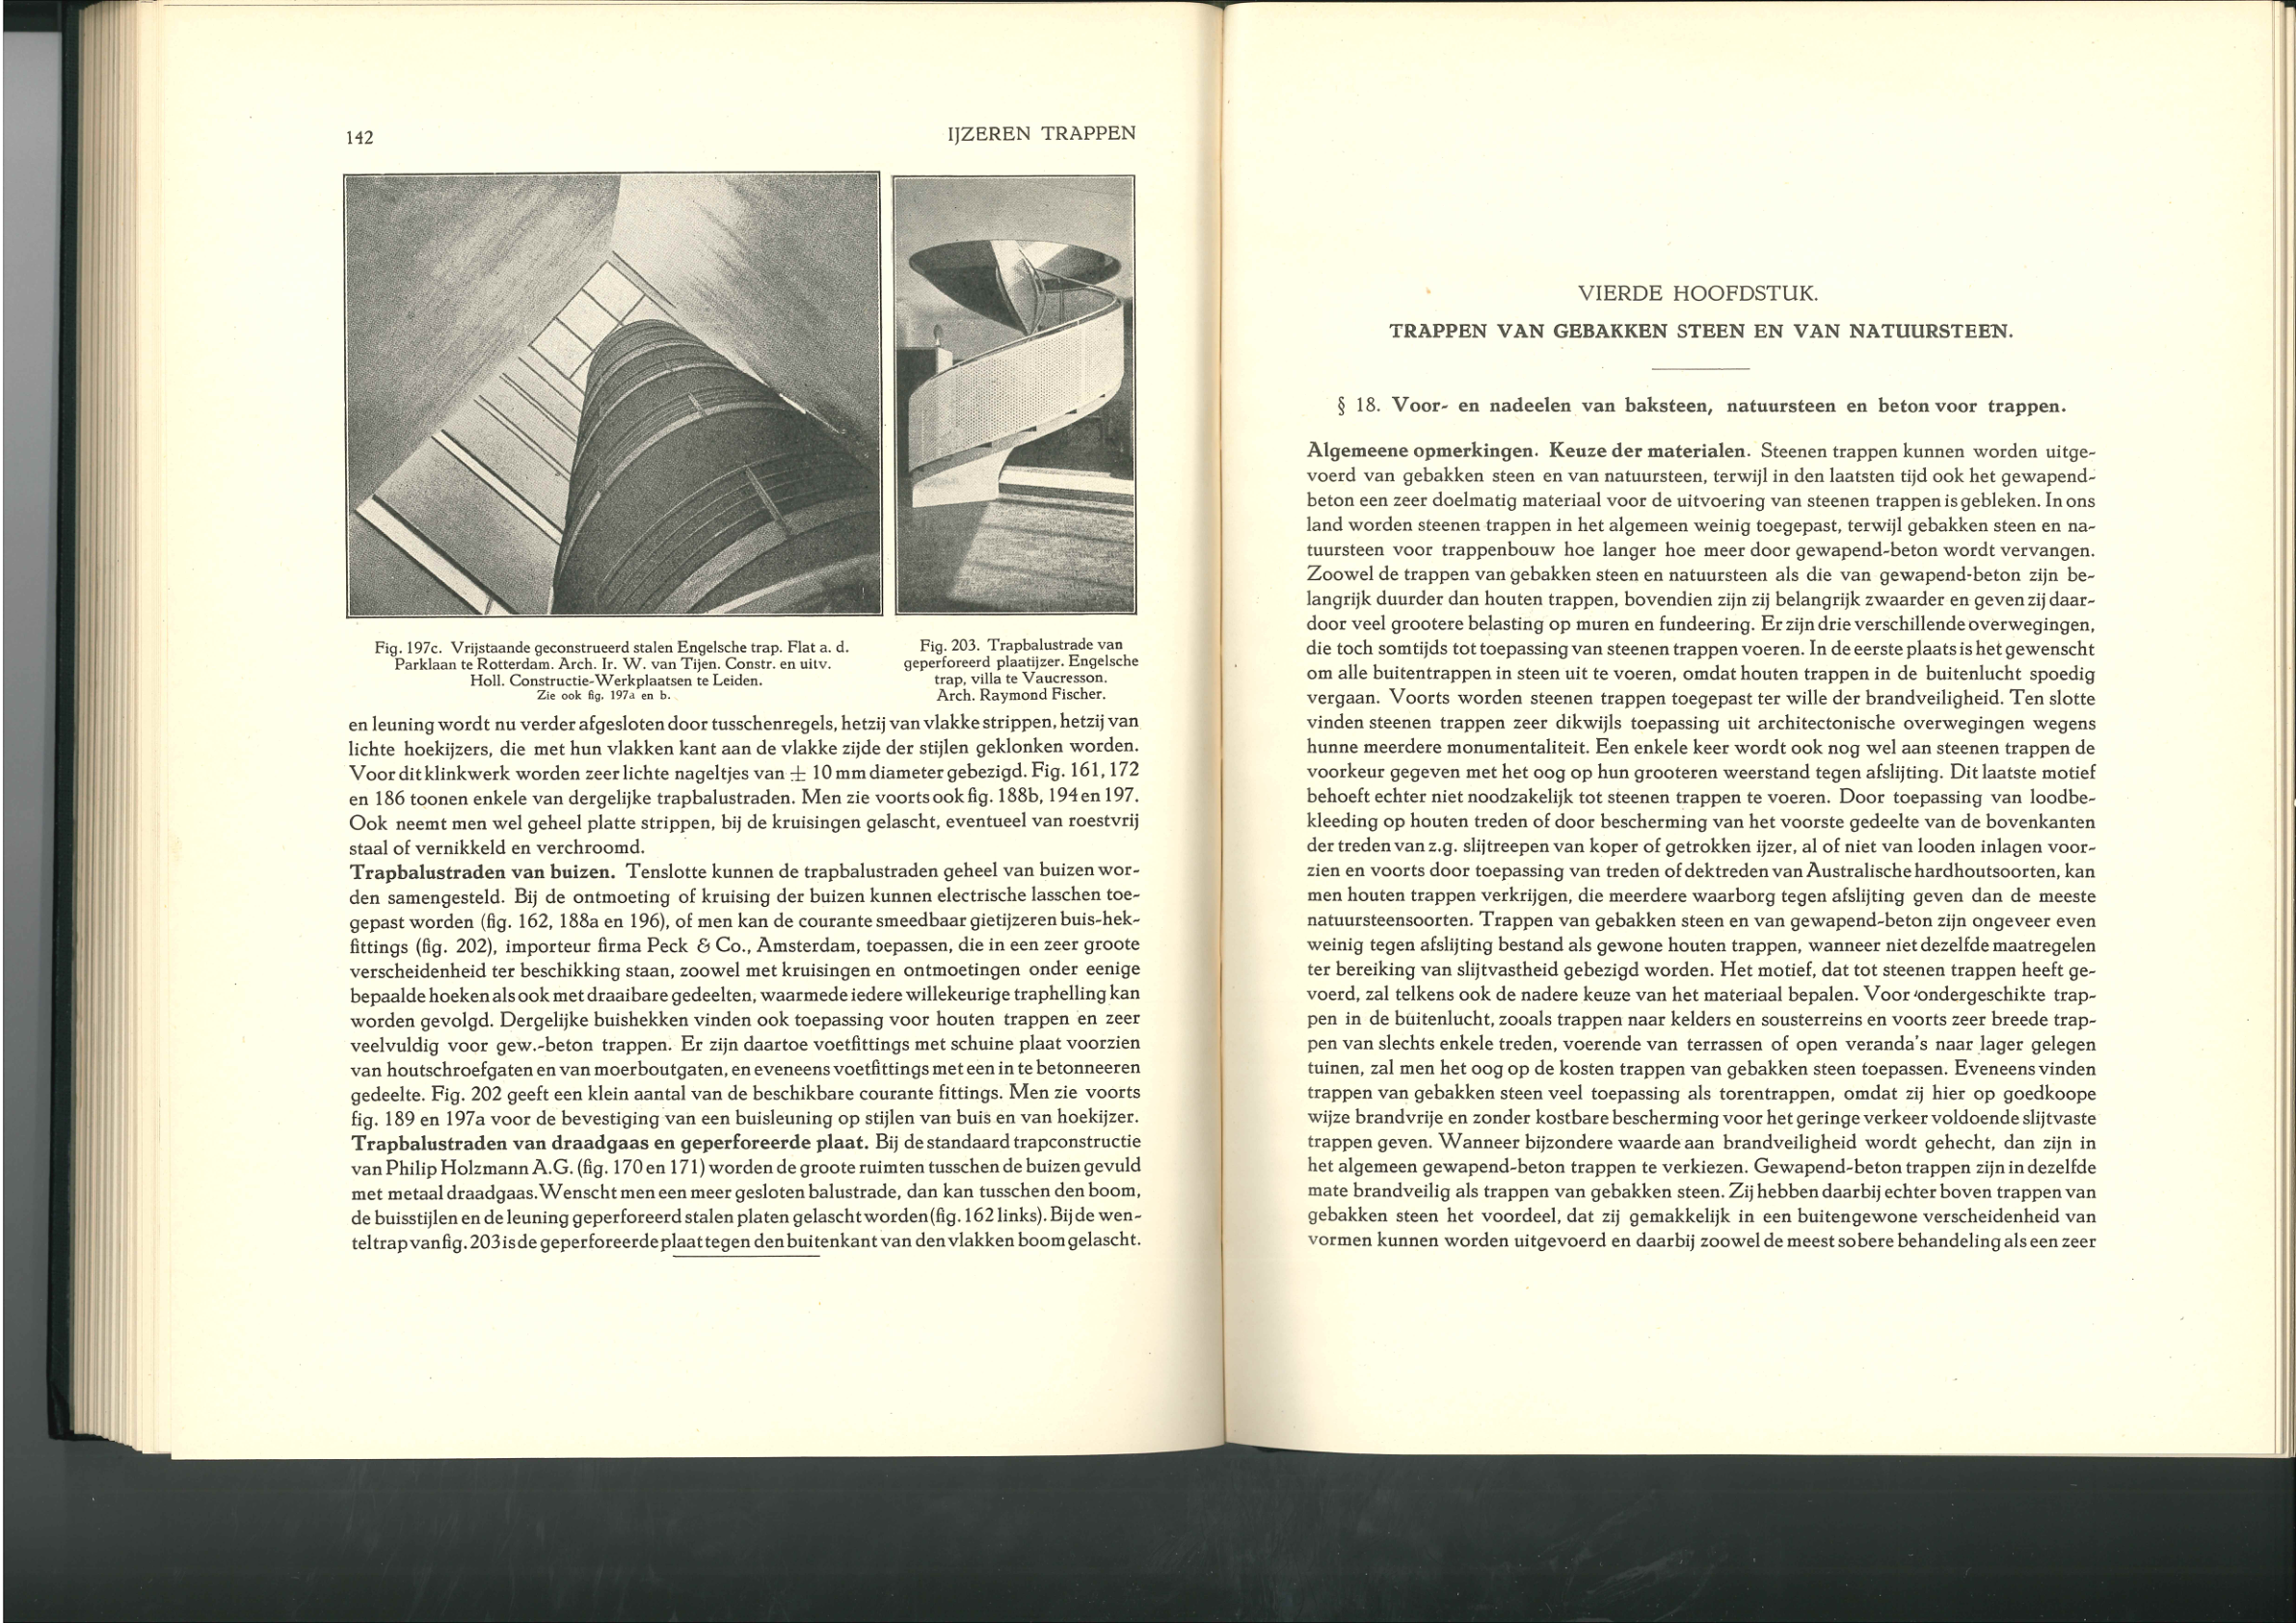 142
IJZEREN TRAPPEN
Fig. 197c. Vrijstaande geconstrueerd stalen Engelsche trap. Flat a. d.
Parklaan te Rotterdam. Arch. Ir. W. van Tijen. Constr. en uitv.
Holl. Constructie-Werkplaatsen te Leiden.
Zie ook fig. 197a en b.
Fig. 203. Trapbalustrade van
geperforeerd plaatijzer. Engelsche
trap, villa te Vaucresson.
Arch. Raymond Fischer.
en leuning wordt nu verder afgesloten door tusschenregels, hetzij van vlakke strippen, hetzij van
lichte hoekijzers, die met hun vlakken kant aan de vlakke zijde der stijlen geklonken worden.
Voor dit klinkwerk worden zeer lichte nageltjes van ± 10 mm diameter gebezigd. Fig. 161, 172
en 186 toonen enkele van dergelijke trapbalustraden. Men zie voorts ook fig. 188b, 194 en 197.
Ook neemt men wel geheel platte strippen, bij de kruisingen gelascht, eventueel van roestvrij
staal of vernikkeld en verchroomd.
Trapbalustraden van buizen. Tenslotte kunnen de trapbalustraden geheel van buizen wor-
den samengesteld. Bij de ontmoeting of kruising der buizen kunnen electrische lasschen toe-
gepast worden (fig. 162, 188a en 196), of men kan de courante smeedbaar gietijzeren buis-hek-
fittings (fig. 202), importeur firma Peck & Co., Amsterdam, toepassen, die in een zeer groote
verscheidenheid ter beschikking staan, zoowel met kruisingen en ontmoetingen onder eenige
bepaalde hoeken als ook met draaibare gedeelten, waarmede iedere willekeurige traphelling kan
worden gevolgd. Dergelijke buishekken vinden ook toepassing voor houten trappen en zeer
veelvuldig voor gew.-beton trappen. Er zijn daartoe voetfittings met schuine plaat voorzien
van houtschroefgaten en van moerboutgaten, en eveneens voetfittings met een in te betonneeren
gedeelte. Fig. 202 geeft een klein aantal van de beschikbare courante fittings. Men zie voorts
fig. 189 en 197a voor de bevestiging van een buisleuning op stijlen van buis en van hoekijzer.
Trapbalustraden van draadgaas en geperforeerde plaat. Bij de standaard trapconstructie
van Philip Holzmann A.G. (fig. 170 en 171) worden de groote ruimten tusschen de buizen gevuld
met metaal draadgaas. Wenscht men een meer gesloten balustrade, dan kan tusschen den boom,
de buisstijlen en de leuning geperforeerd stalen platen gelascht worden (fig. 162 links). Bij de wen-
teltrap van fig. 203 is de geperforeerde plaat tegen den buitenkant van den vlakken boom gelascht.
VIERDE HOOFDSTUK.
TRAPPEN VAN GEBAKKEN STEEN EN VAN NATUURSTEEN.
§ 18. Voor- en nadeelen van baksteen, natuursteen en beton voor trappen.
Algemeene opmerkingen. Keuze der materialen. Steenen trappen kunnen worden uitge-
voerd van gebakken steen en van natuursteen, terwijl in den laatsten tijd ook het gewapend-
beton een zeer doelmatig materiaal voor de uitvoering van steenen trappen is gebleken. In ons
land worden steenen trappen in het algemeen weinig toegepast, terwijl gebakken steen en na-
tuursteen voor trappenbouw hoe langer hoe meer door gewapend-beton wordt vervangen.
Zoowel de trappen van gebakken steen en natuursteen als die van gewapend-beton zijn be-
langrijk duurder dan houten trappen, bovendien zijn zij belangrijk zwaarder en geven zij daar-
door veel grootere belasting op muren en fundeering. Er zijn drie verschillende overwegingen,
die toch somtijds tot toepassing van steenen trappen voeren. In de eerste plaats is het gewenscht
om alle buitentrappen in steen uit te voeren, omdat houten trappen in de buitenlucht spoedig
vergaan. Voorts worden steenen trappen toegepast ter wille der brandveiligheid. Ten slotte
vinden steenen trappen zeer dikwijls toepassing uit architectonische overwegingen wegens
hunne meerdere monumentaliteit. Een enkele keer wordt ook nog wel aan steenen trappen de
voorkeur gegeven met het oog op hun grooteren weerstand tegen afslijting. Dit laatste motief
behoeft echter niet noodzakelijk tot steenen trappen te voeren. Door toepassing van loodbe-
kleeding op houten treden of door bescherming van het voorste gedeelte van de bovenkanten
der treden van z.g. slijtreepen van koper of getrokken ijzer, al of niet van looden inlagen voor-
zien en voorts door toepassing van treden of dektreden van Australische hardhoutsoorten, kan
men houten trappen verkrijgen, die meerdere waarborg tegen afslijting geven dan de meeste
natuursteensoorten. Trappen van gebakken steen en van gewapend-beton zijn ongeveer even
weinig tegen afslijting bestand als gewone houten trappen, wanneer niet dezelfde maatregelen
ter bereiking van slijtvastheid gebezigd worden. Het motief, dat tot steenen trappen heeft ge-
voerd, zal telkens ook de nadere keuze van het materiaal bepalen. Voor ondergeschikte trap-
pen in de buitenlucht, zooals trappen naar kelders en sousterreins en voorts zeer breede trap-
pen van slechts enkele treden, voerende van terrassen of open veranda's naar lager gelegen
tuinen, zal men het oog op de kosten trappen van gebakken steen toepassen. Eveneens vinden
trappen van gebakken steen veel toepassing als torentrappen, omdat zij hier op goedkoope
wijze brandvrije en zonder kostbare bescherming voor het geringe verkeer voldoende slijtvaste
trappen geven. Wanneer bijzondere waarde aan brandveiligheid wordt gehecht, dan zijn in
het algemeen gewapend-beton trappen te verkiezen. Gewapend-beton trappen zijn in dezelfde
mate brandveilig als trappen van gebakken steen. Zij hebben daarbij echter boven trappen van
gebakken steen het voordeel, dat zij gemakkelijk in een buitengewone verscheidenheid van
vormen kunnen worden uitgevoerd en daarbij zoowel de meest sobere behandeling als een zeer